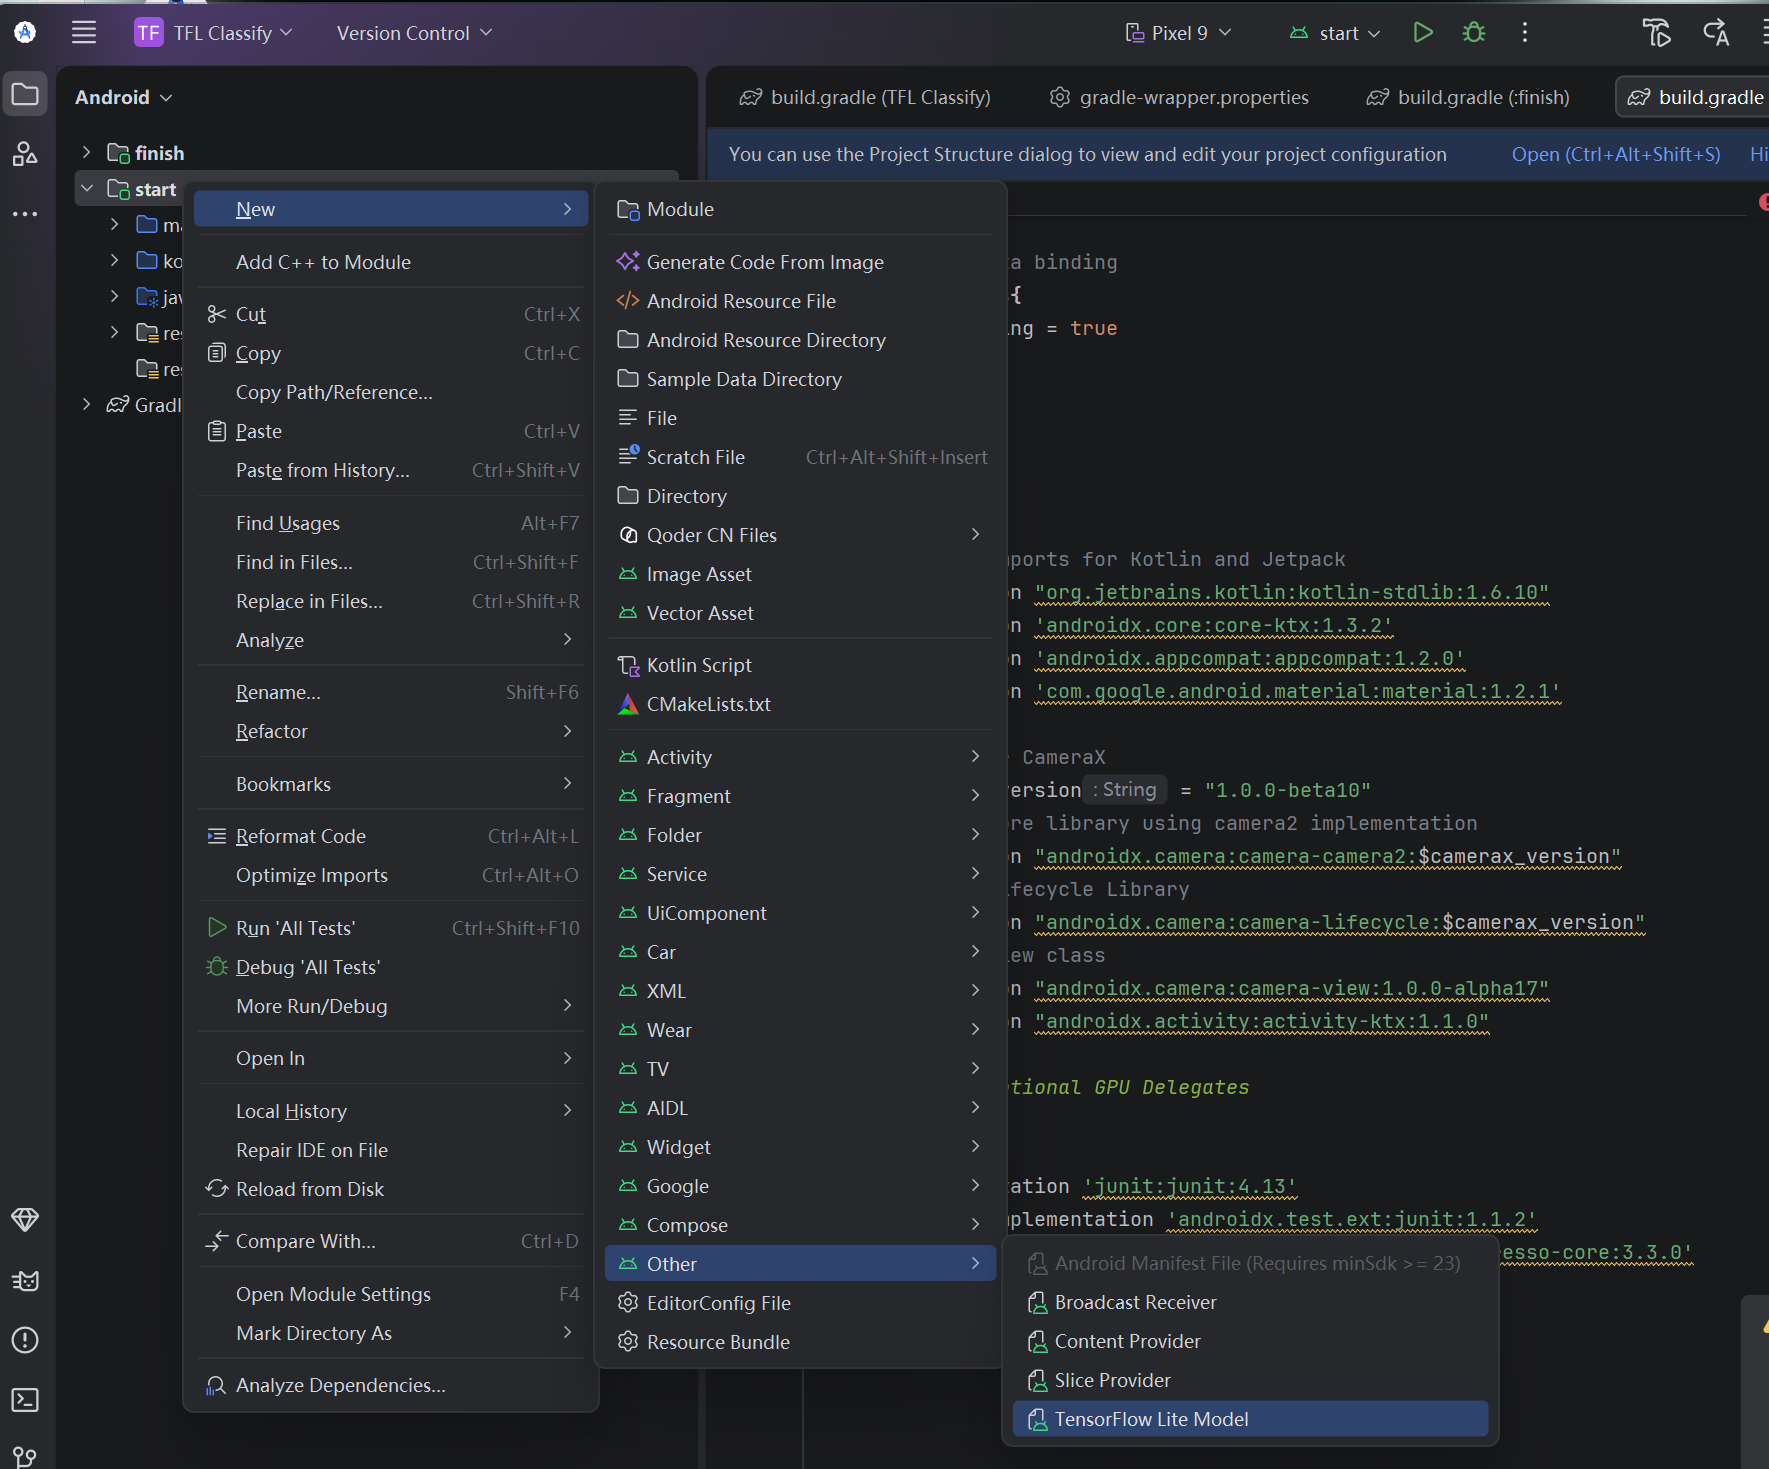 TF TFL Classify Version Control Pixel 9 start
Android
build.gradle (TFL Classify) gradle-wrapper.properties build.gradle (:finish) build.gradle
You can use the Project Structure dialog to view and edit your project configuration Open (Ctrl+Alt+Shift+S) Hi
finish
start
ma
ko
jav
res
res
Gradl
New
Add C++ to Module
Cut Ctrl+X
Copy Ctrl+C
Copy Path/Reference...
Paste Ctrl+V
Paste from History... Ctrl+Shift+V
Find Usages Alt+F7
Find in Files... Ctrl+Shift+F
Replace in Files... Ctrl+Shift+R
Analyze
Rename... Shift+F6
Refactor
Bookmarks
Reformat Code Ctrl+Alt+L
Optimize Imports Ctrl+Alt+O
Run 'All Tests' Ctrl+Shift+F10
Debug 'All Tests'
More Run/Debug
Open In
Local History
Repair IDE on File
Reload from Disk
Compare With... Ctrl+D
Open Module Settings F4
Mark Directory As
Analyze Dependencies...
Module
Generate Code From Image
Android Resource File
Android Resource Directory
Sample Data Directory
File
Scratch File Ctrl+Alt+Shift+Insert
Directory
Qoder CN Files
Image Asset
Vector Asset
Kotlin Script
CMakeLists.txt
Activity
Fragment
Folder
Service
UiComponent
Car
XML
Wear
TV
AIDL
Widget
Google
Compose
Other
EditorConfig File
Resource Bundle
Android Manifest File (Requires minSdk >= 23)
Broadcast Receiver
Content Provider
Slice Provider
TensorFlow Lite Model
a binding
{
ng = true
ports for Kotlin and Jetpack
n "org.jetbrains.kotlin:kotlin-stdlib:1.6.10"
n 'androidx.core:core-ktx:1.3.2'
n 'androidx.appcompat:appcompat:1.2.0'
n 'com.google.android.material:material:1.2.1'
CameraX
ersion : String = "1.0.0-beta10"
re library using camera2 implementation
n "androidx.camera:camera-camera2:$camerax_version"
fecycle Library
n "androidx.camera:camera-lifecycle:$camerax_version"
ew class
n "androidx.camera:camera-view:1.0.0-alpha17"
n "androidx.activity:activity-ktx:1.1.0"
tional GPU Delegates
tation 'junit:junit:4.13'
plementation 'androidx.test.ext:junit:1.1.2'
esso-core:3.3.0'